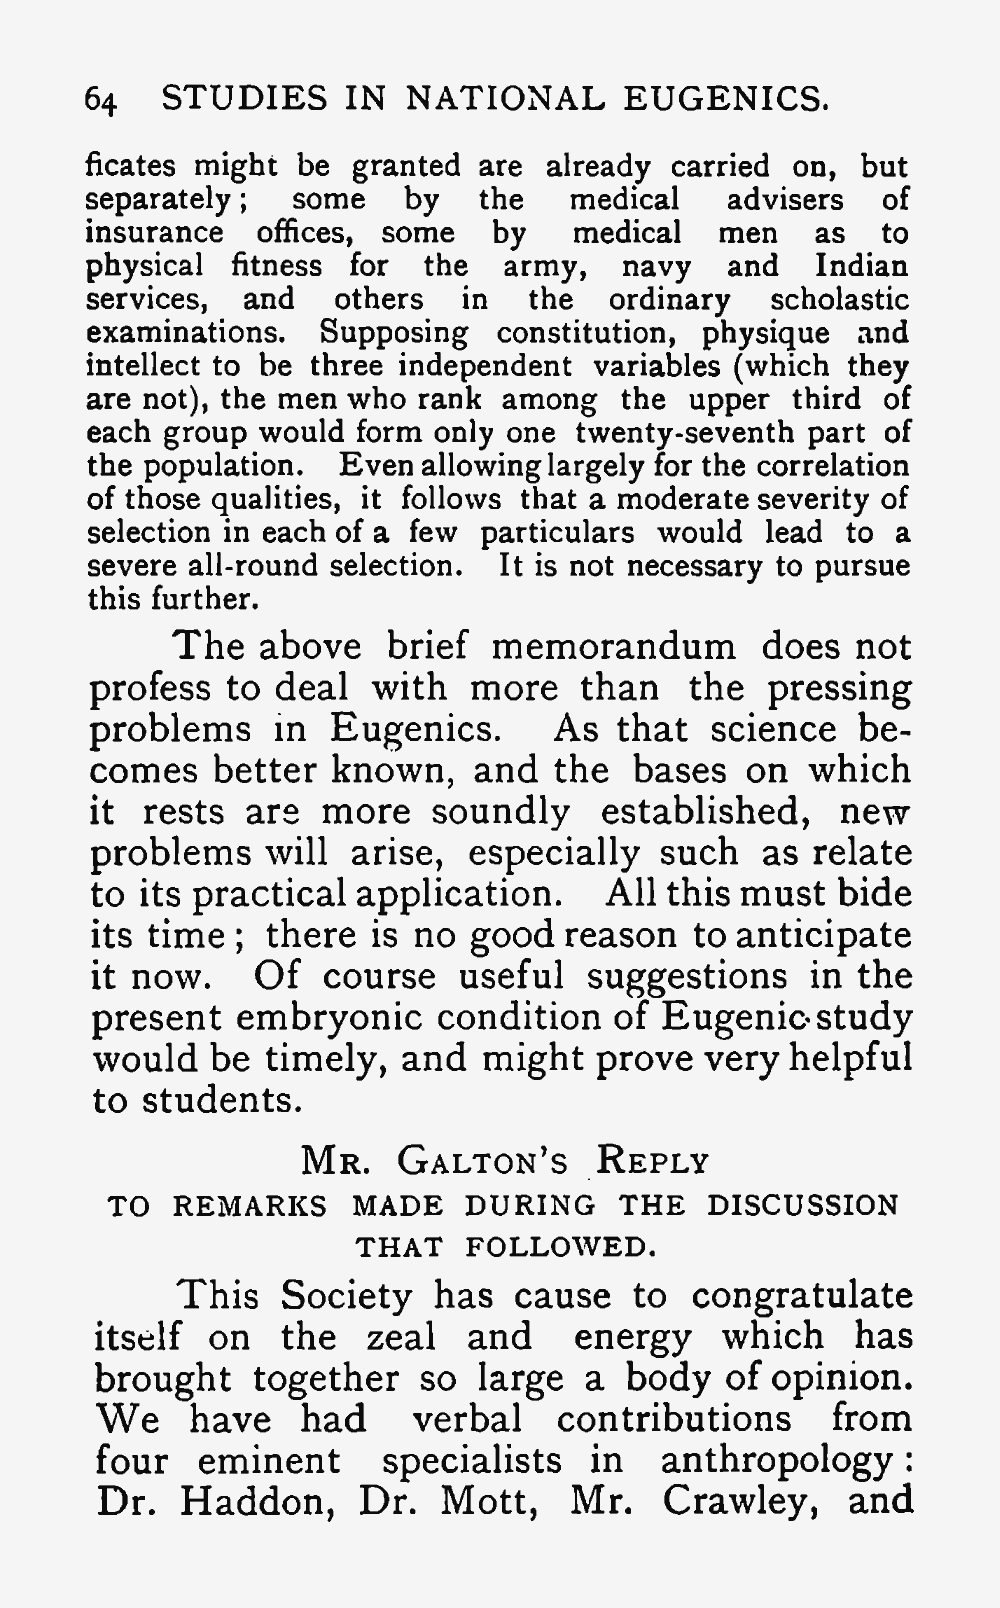 64 STUDIES IN NATIONAL EUGENICS.
ficates might be granted are already carried on, but
separately; some by the medical advisers of
insurance offices, some by medical men as to
physical fitness for the army, navy and Indian
services, and others in the ordinary scholastic
examinations. Supposing constitution, physique and
intellect to be three independent variables (which they
are not), the men who rank among the upper third of
each group would form only one twenty-seventh part of
the population. Even allowing largely for the correlation
of those qualities, it follows that a moderate severity of
selection in each of a few particulars would lead to a
severe all-round selection. It is not necessary to pursue
this further.
The above brief memorandum does not
profess to deal with more than the pressing
problems in Eugenics. As that science be-
comes better known, and the bases on which
it rests are more soundly established, new
problems will arise, especially such as relate
to its practical application. All this must bide
its time; there is no good reason to anticipate
it now. Of course useful suggestions in the
present embryonic condition of Eugenic study
would be timely, and might prove very helpful
to students.
MR. GALTON'S REPLY
TO REMARKS MADE DURING THE DISCUSSION
THAT FOLLOWED.
This Society has cause to congratulate
itself on the zeal and energy which has
brought together so large a body of opinion.
We have had verbal contributions from
four eminent specialists in anthropology:
Dr. Haddon, Dr. Mott, Mr. Crawley, and